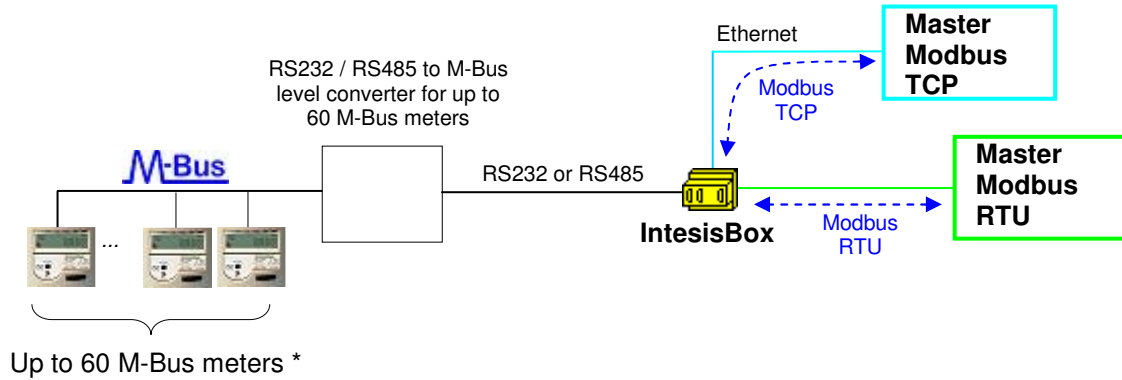 Ethernet
Master
Modbus
TCP
RS232 / RS485 to M-Bus
level converter for up to
60 M-Bus meters
Modbus
TCP
M-Bus
RS232 or RS485
Master
Modbus
RTU
IntesisBox
Modbus
RTU
...
Up to 60 M-Bus meters *